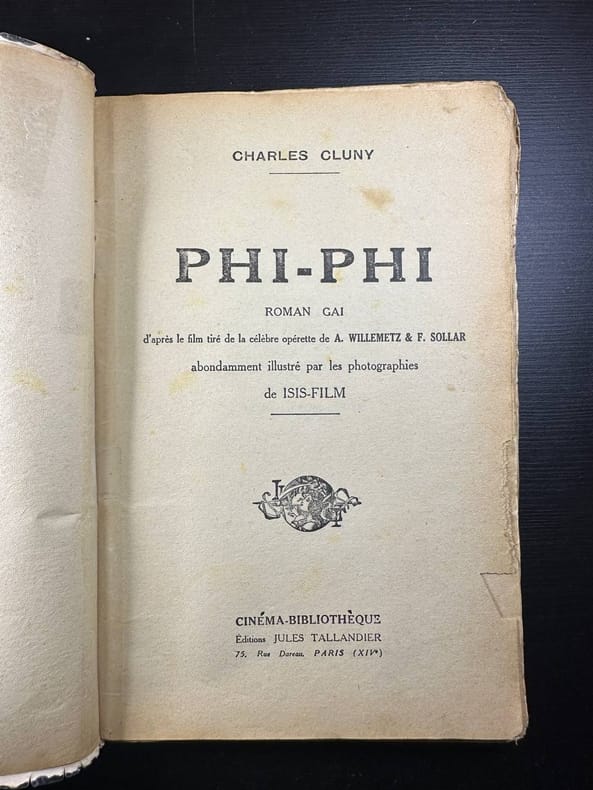 CHARLES CLUNY
PHI-PHI
ROMAN GAI
d'après le film tiré de la célèbre opérette de A. WILLEMETZ & F. SOLLAR
abondamment illustré par les photographies
de ISIS-FILM
CINÉMA-BIBLIOTHÈQUE
Éditions JULES TALLANDIER
75, Rue Dareau, PARIS (XIVe)